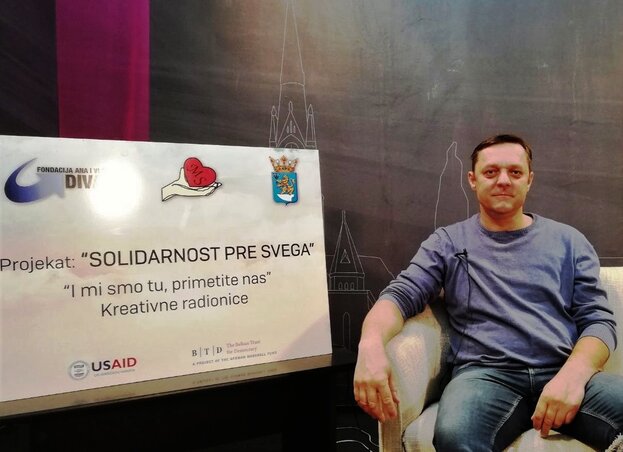 FONDACIJA ANA I
DIVAC
Projekat: "SOLIDARNOST PRE SVEGA"
"I mi smo tu, primetite nas"
Kreativne radionice
USAID
B | T | D
The Balkan Trust
for Democracy
A PROJECT OF THE GERMAN MARSHALL FUND